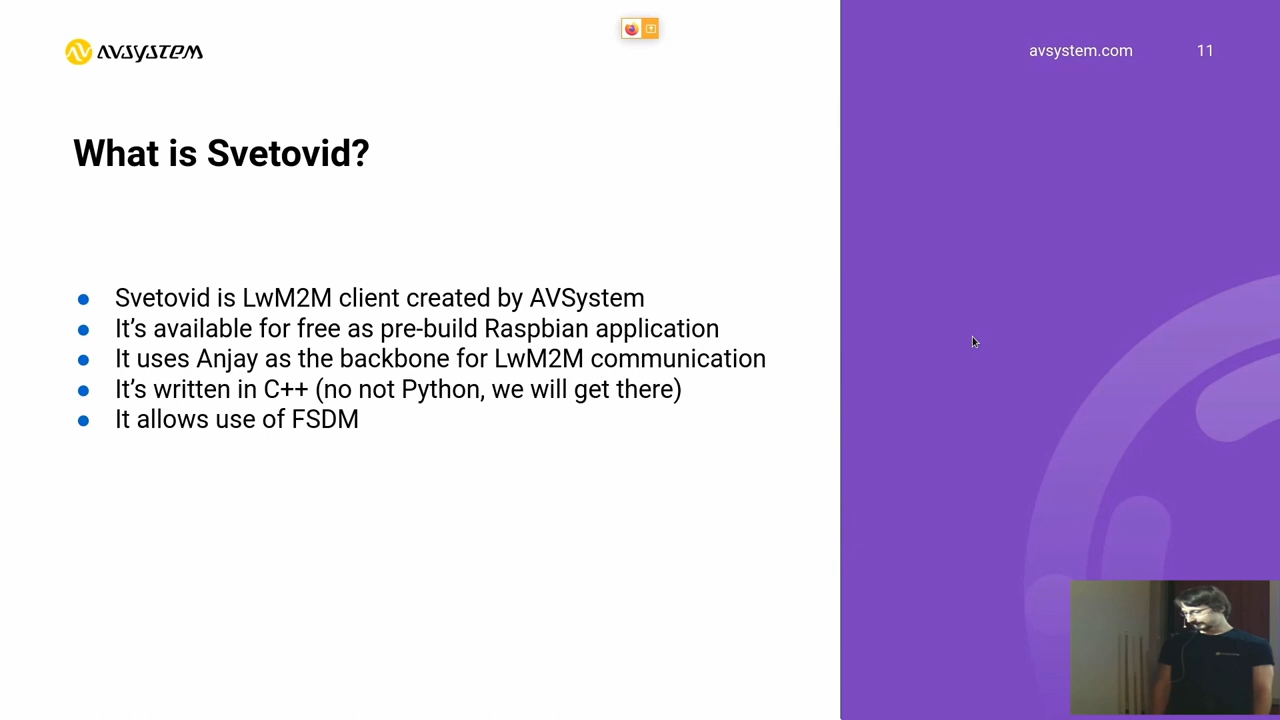 AVSYSTEM
avsystem.com
11
What is Svetovid?
Svetovid is LwM2M client created by AVSystem
It’s available for free as pre-build Raspbian application
It uses Anjay as the backbone for LwM2M communication
It’s written in C++ (no not Python, we will get there)
It allows use of FSDM